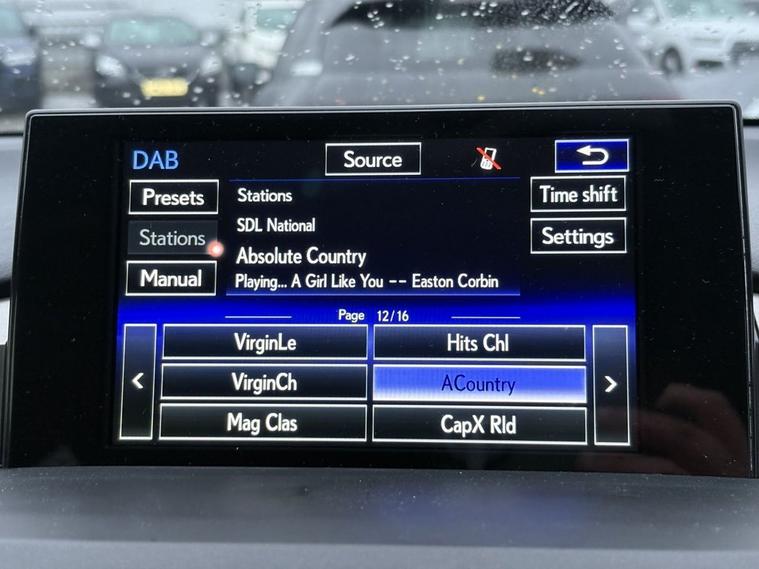 DAB
Source
Presets
Stations
Time shift
Stations
SDL National
Settings
Absolute Country
Manual
Playing... A Girl Like You -- Easton Corbin
Page 12/16
VirginLe
Hits Chl
<
VirginCh
ACountry
>
Mag Clas
CapX Rld